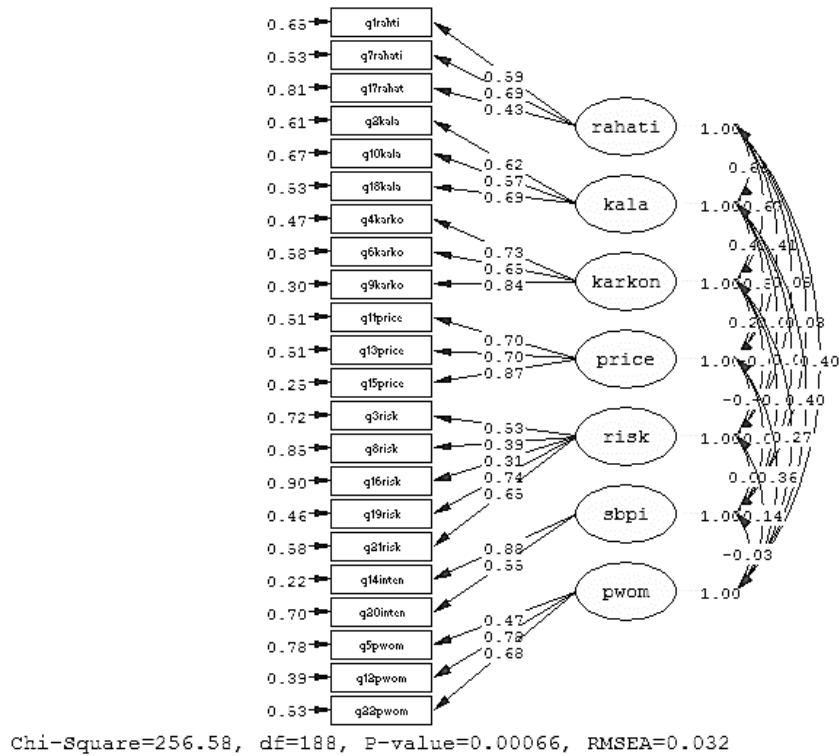 0.65 q1rahti
0.53 q7rahati 0.59
0.69
0.81 q17rahat 0.43
rahati 1.00
0.61 q2kala
0.67 q10kala 0.62
0.57
0.53 q18kala 0.69
kala 1.00
0.47 q4karko
0.58 q6karko 0.73
0.65
0.30 q9karko 0.84
karkon 1.00
0.51 q11price
0.70
0.51 q13price 0.70
0.25 q15price 0.87
price 1.00
0.40
0.40
0.72 q3risk 0.53
0.85 q8risk 0.39
0.31
risk 1.00
0.27
0.90 q16risk 0.74
0.46 q19risk 0.65
0.36
0.58 q21risk
sbpi 1.00
0.14
0.22 q14inten 0.88
0.55
-0.03
0.70 q20inten
pwom 1.00
0.78 q5pwom 0.47
0.78
0.39 q12pwom 0.68
0.53 q22pwom
Chi-Square=256.58, df=188, P-value=0.00066, RMSEA=0.032